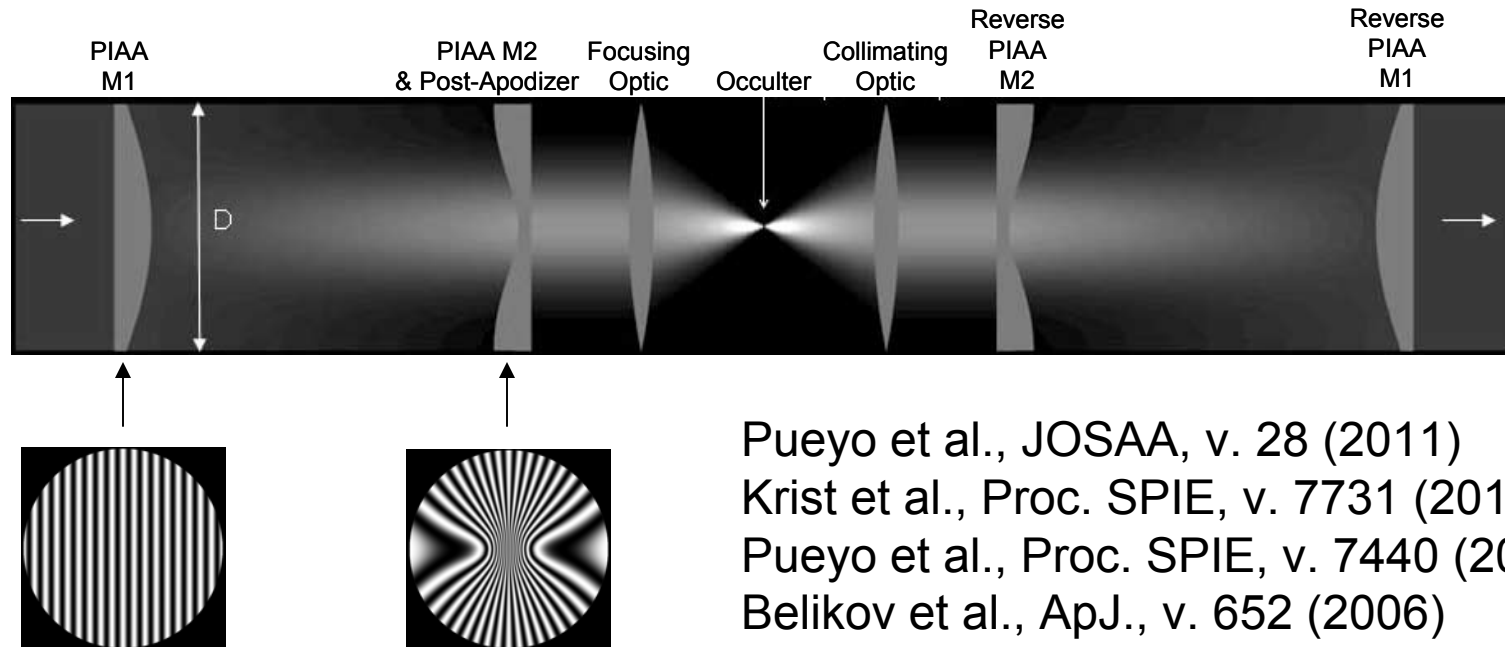 PIAA
M1
PIAA M2
& Post-Apodizer
Focusing
Optic
Occulter
Collimating
Optic
Reverse
PIAA
M2
Reverse
PIAA
M1
D
Pueyo et al., JOSAA, v. 28 (2011)
Krist et al., Proc. SPIE, v. 7731 (201
Pueyo et al., Proc. SPIE, v. 7440 (20
Belikov et al., ApJ., v. 652 (2006)